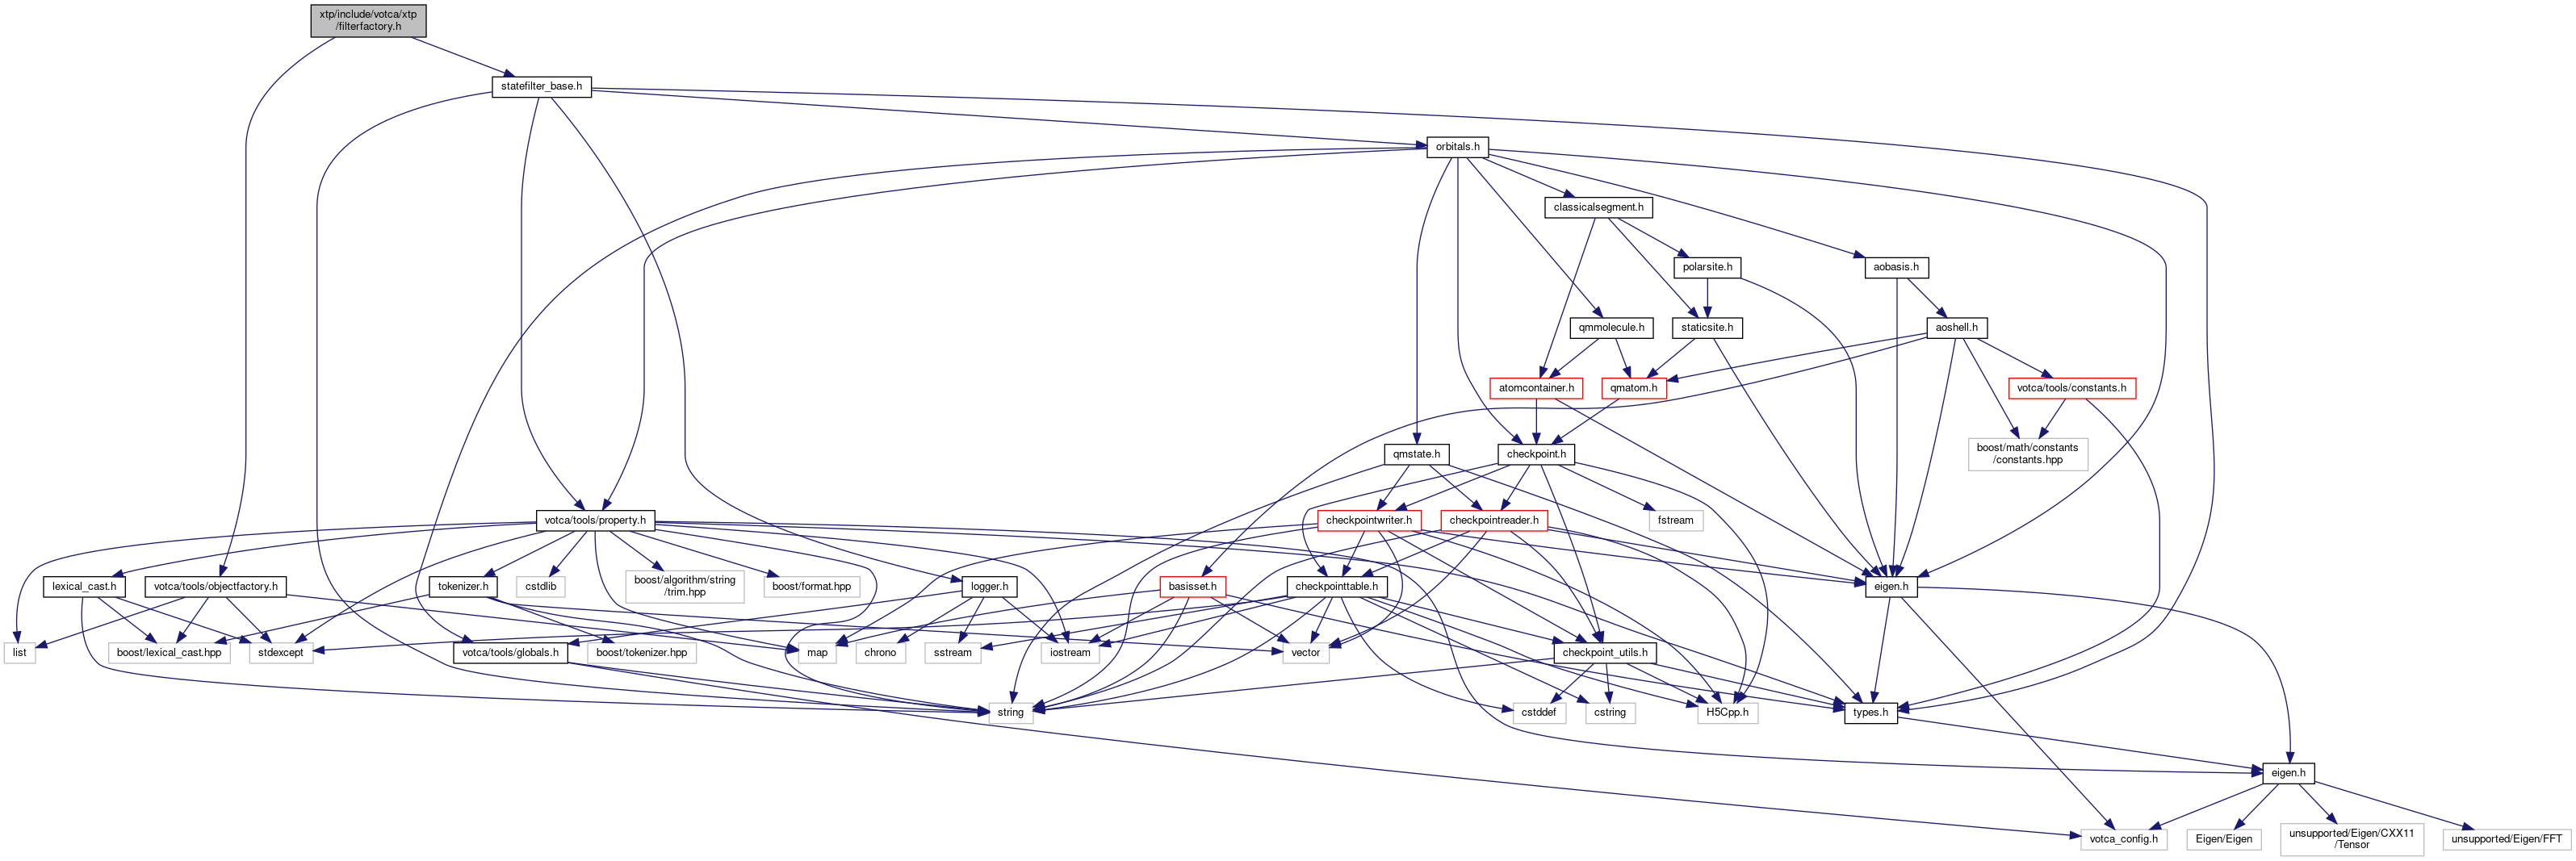 xtp/include/votca/xtp
/filterfactory.h
statefilter_base.h
orbitals.h
classicalsegment.h
polarsite.h
aobasis.h
qmmolecule.h
staticsite.h
aoshell.h
atomcontainer.h
qmatom.h
votca/tools/constants.h
qmstate.h
checkpoint.h
boost/math/constants
/constants.hpp
votca/tools/property.h
checkpointwriter.h
checkpointreader.h
fstream
lexical_cast.h
votca/tools/objectfactory.h
tokenizer.h
cstdlib
boost/algorithm/string
/trim.hpp
boost/format.hpp
logger.h
basisset.h
checkpointtable.h
eigen.h
list
boost/lexical_cast.hpp
stdexcept
votca/tools/globals.h
boost/tokenizer.hpp
map
chrono
sstream
iostream
vector
checkpoint_utils.h
string
cstddef
cstring
H5Cpp.h
types.h
eigen.h
votca_config.h
Eigen/Eigen
unsupported/Eigen/CXX11
/Tensor
unsupported/Eigen/FFT